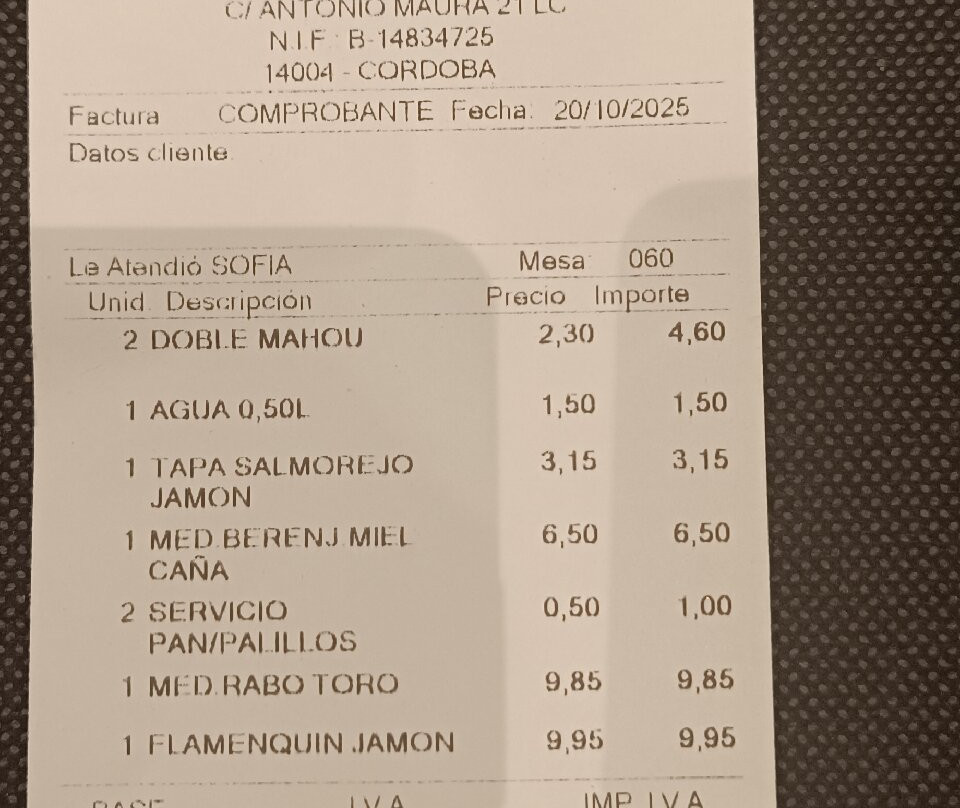 C/ ANTONIO MAURA 21 LC
N.I.F.: B-14834725
14004 - CORDOBA
Factura COMPROBANTE Fecha: 20/10/2025
Datos cliente
Le Atendió SOFIA Mesa: 060
Unid. Descripción Precio Importe
2 DOBLE MAHOU 2,30 4,60
1 AGUA 0,50L 1,50 1,50
1 TAPA SALMOREJO 3,15 3,15
JAMON
1 MED.BERENJ.MIEL 6,50 6,50
CAÑA
2 SERVICIO 0,50 1,00
PAN/PALILLOS
1 MED.RABO TORO 9,85 9,85
1 FLAMENQUIN JAMON 9,95 9,95
BASE I.V.A. IMP. I.V.A.